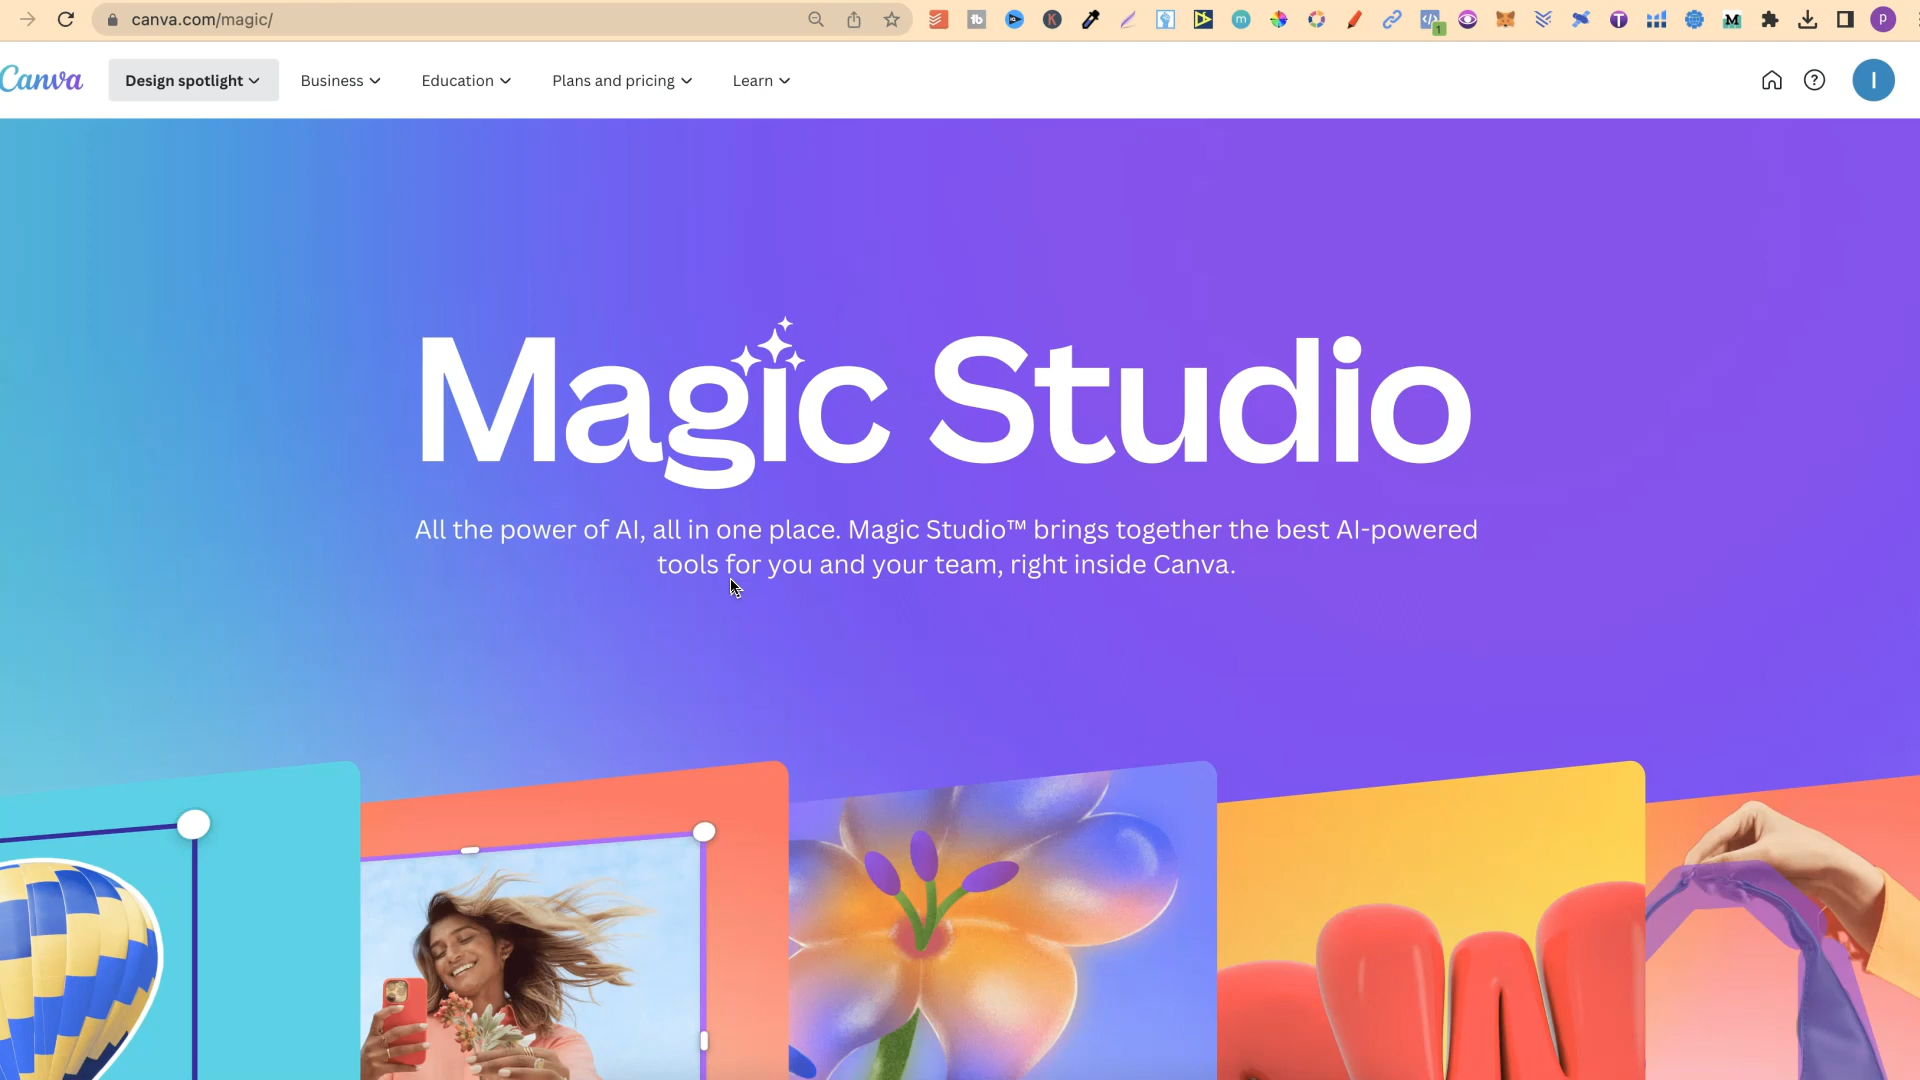 canva.com/magic/
1
P
Canva
Design spotlight
Business
Education
Plans and pricing
Learn
I
Magic Studio
All the power of AI, all in one place. Magic Studio™ brings together the best AI-powered
tools for you and your team, right inside Canva.